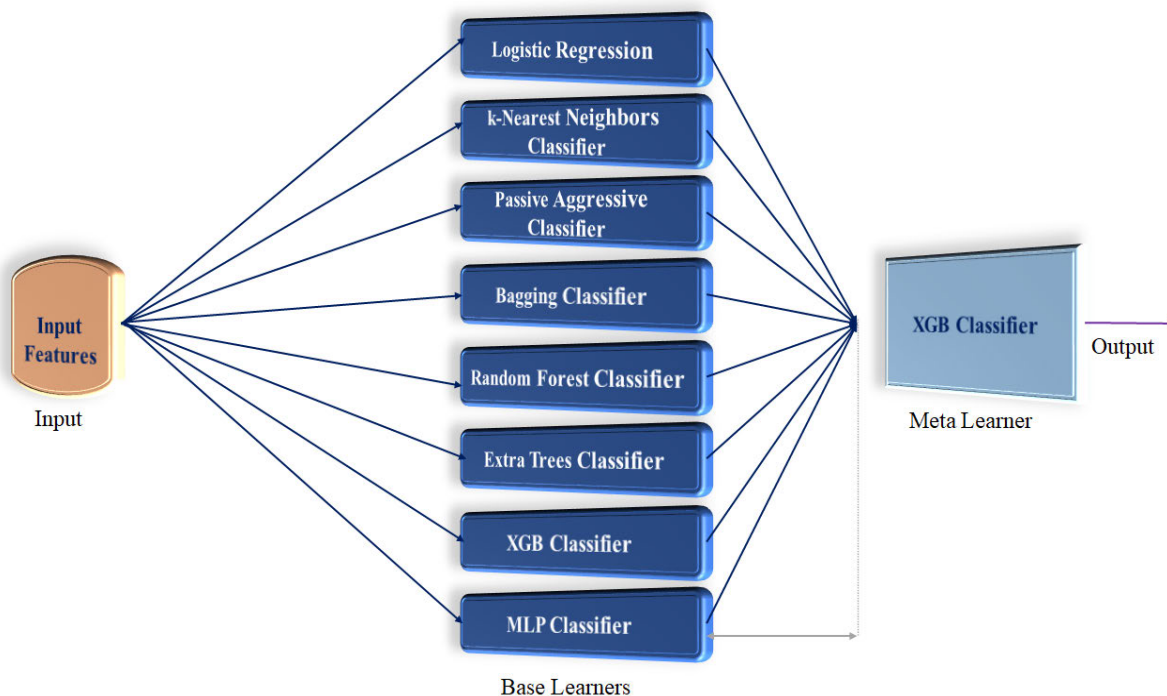 Logistic Regression
k-Nearest Neighbors
Classifier
Passive Aggressive
Classifier
Bagging Classifier
Random Forest Classifier
Extra Trees Classifier
XGB Classifier
MLP Classifier
Base Learners
Input
Features
Input
XGB Classifier
Meta Learner
Output